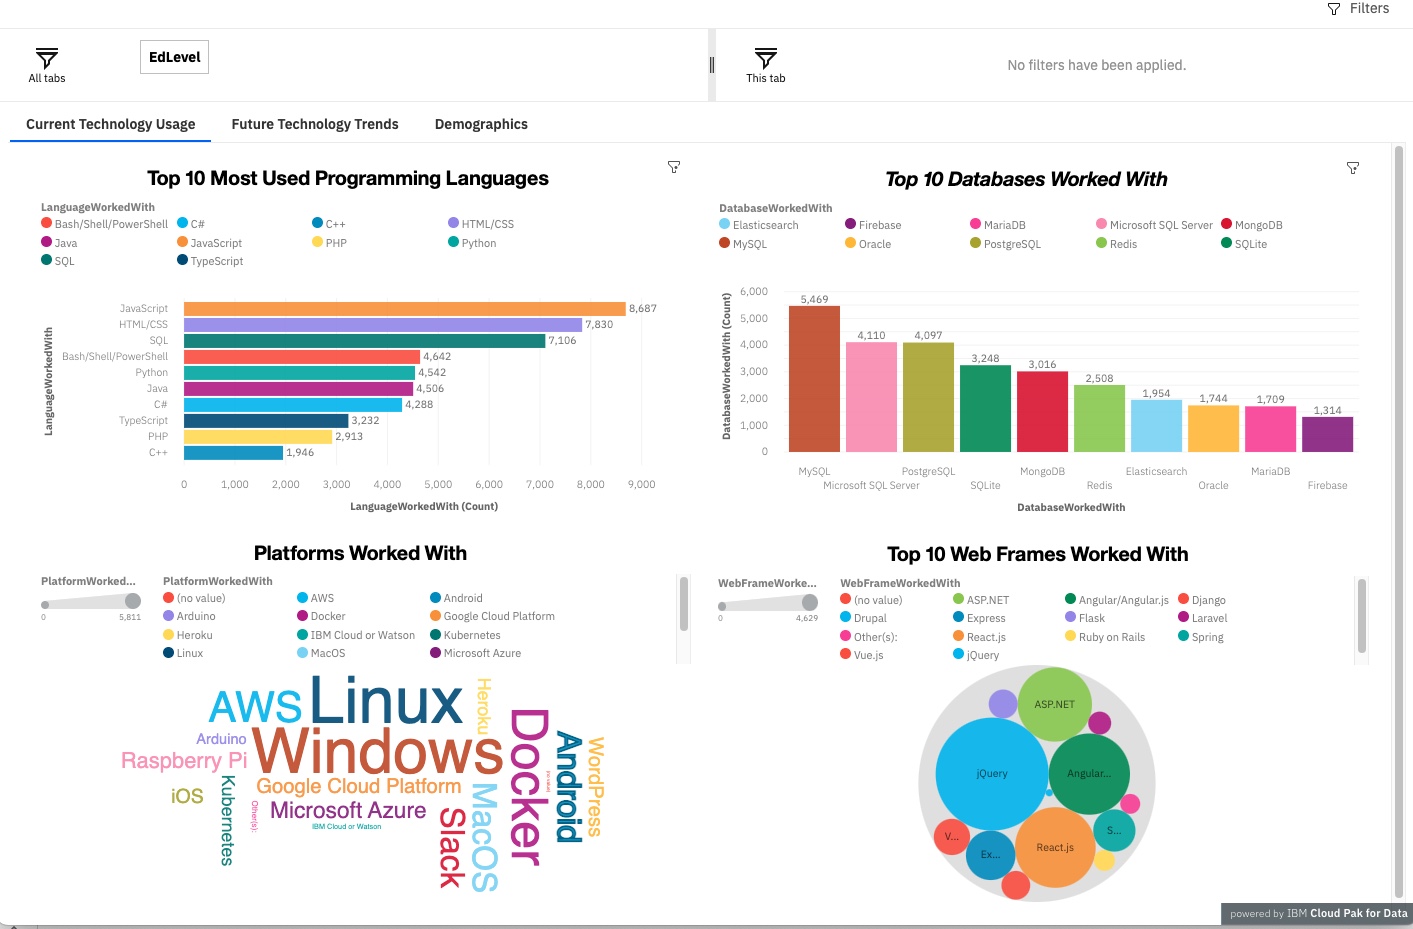 Filters
All tabs
EdLevel
This tab
No filters have been applied.
Current Technology Usage
Future Technology Trends
Demographics
Top 10 Most Used Programming Languages
LanguageWorkedWith
Bash/Shell/PowerShell
C#
C++
HTML/CSS
Java
JavaScript
PHP
Python
SQL
TypeScript
LanguageWorkedWith
JavaScript 8,687
HTML/CSS 7,830
SQL 7,106
Bash/Shell/PowerShell 4,642
Python 4,542
Java 4,506
C# 4,288
TypeScript 3,232
PHP 2,913
C++ 1,946
0 1,000 2,000 3,000 4,000 5,000 6,000 7,000 8,000 9,000
LanguageWorkedWith (Count)
Top 10 Databases Worked With
DatabaseWorkedWith
Elasticsearch
Firebase
MariaDB
Microsoft SQL Server
MongoDB
MySQL
Oracle
PostgreSQL
Redis
SQLite
DatabaseWorkedWith (Count)
6,000
5,000
4,000
3,000
2,000
1,000
0
5,469
4,110
4,097
3,248
3,016
2,508
1,954
1,744
1,709
1,314
MySQL
Microsoft SQL Server
PostgreSQL
SQLite
MongoDB
Redis
Elasticsearch
Oracle
MariaDB
Firebase
DatabaseWorkedWith
Platforms Worked With
PlatformWorked...
0 5,811
PlatformWorkedWith
(no value)
AWS
Android
Arduino
Docker
Google Cloud Platform
Heroku
IBM Cloud or Watson
Kubernetes
Linux
MacOS
Microsoft Azure
AWS
Linux
Heroku
Arduino
Windows
Docker
Android
WordPress
Raspberry Pi
iOS
Kubernetes
Other(s):
Google Cloud Platform
Microsoft Azure
IBM Cloud or Watson
Slack
MacOS
Top 10 Web Frames Worked With
WebFrameWorke...
0 4,629
WebFrameWorkedWith
(no value)
ASP.NET
Angular/Angular.js
Django
Drupal
Express
Flask
Laravel
Other(s):
React.js
Ruby on Rails
Spring
Vue.js
jQuery
ASP.NET
jQuery
Angular...
V...
Ex...
React.js
S...
powered by IBM Cloud Pak for Data